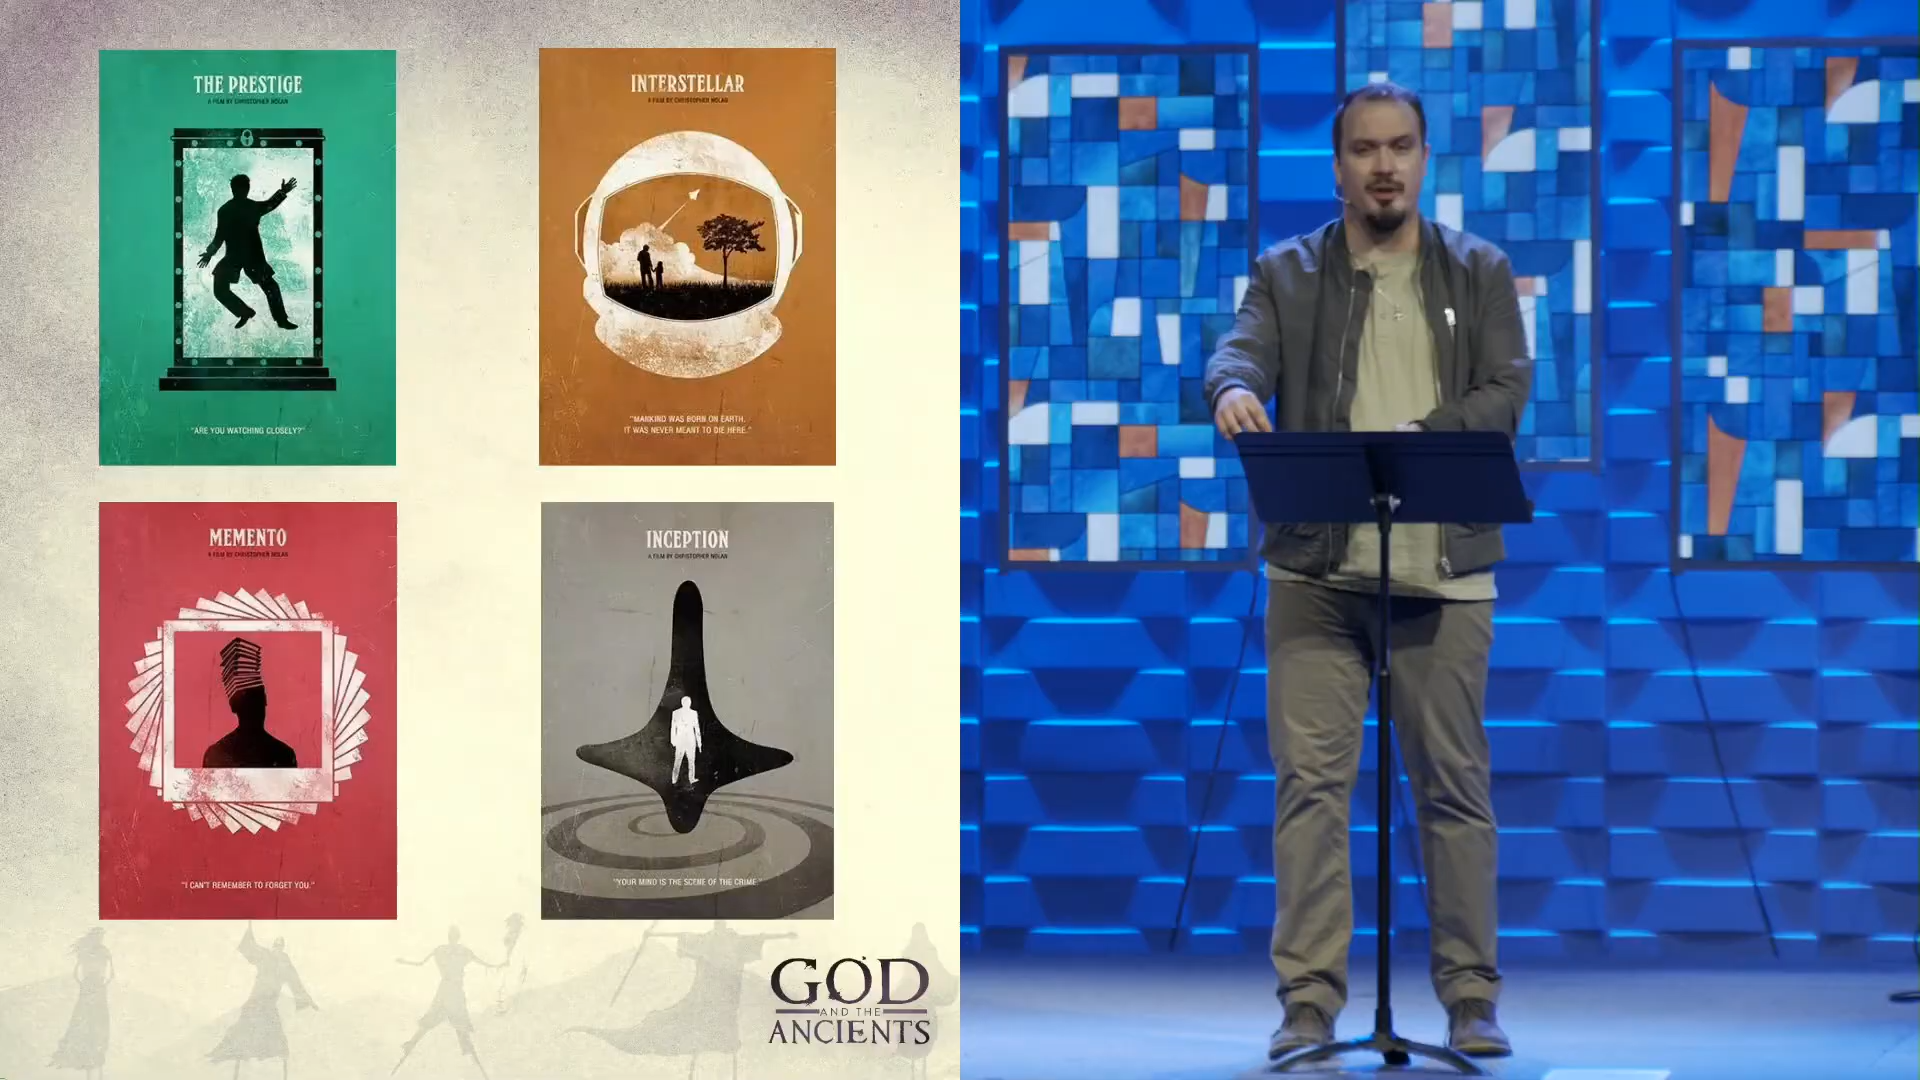 THE PRESTIGE
A FILM BY CHRISTOPHER NOLAN
"ARE YOU WATCHING CLOSELY?"
INTERSTELLAR
A FILM BY CHRISTOPHER NOLAN
"MANKIND WAS BORN ON EARTH.
IT WAS NEVER MEANT TO DIE HERE."
MEMENTO
A FILM BY CHRISTOPHER NOLAN
"I CAN'T REMEMBER TO FORGET YOU."
INCEPTION
A FILM BY CHRISTOPHER NOLAN
"YOUR MIND IS THE SCENE OF THE CRIME."
GOD
AND THE
ANCIENTS